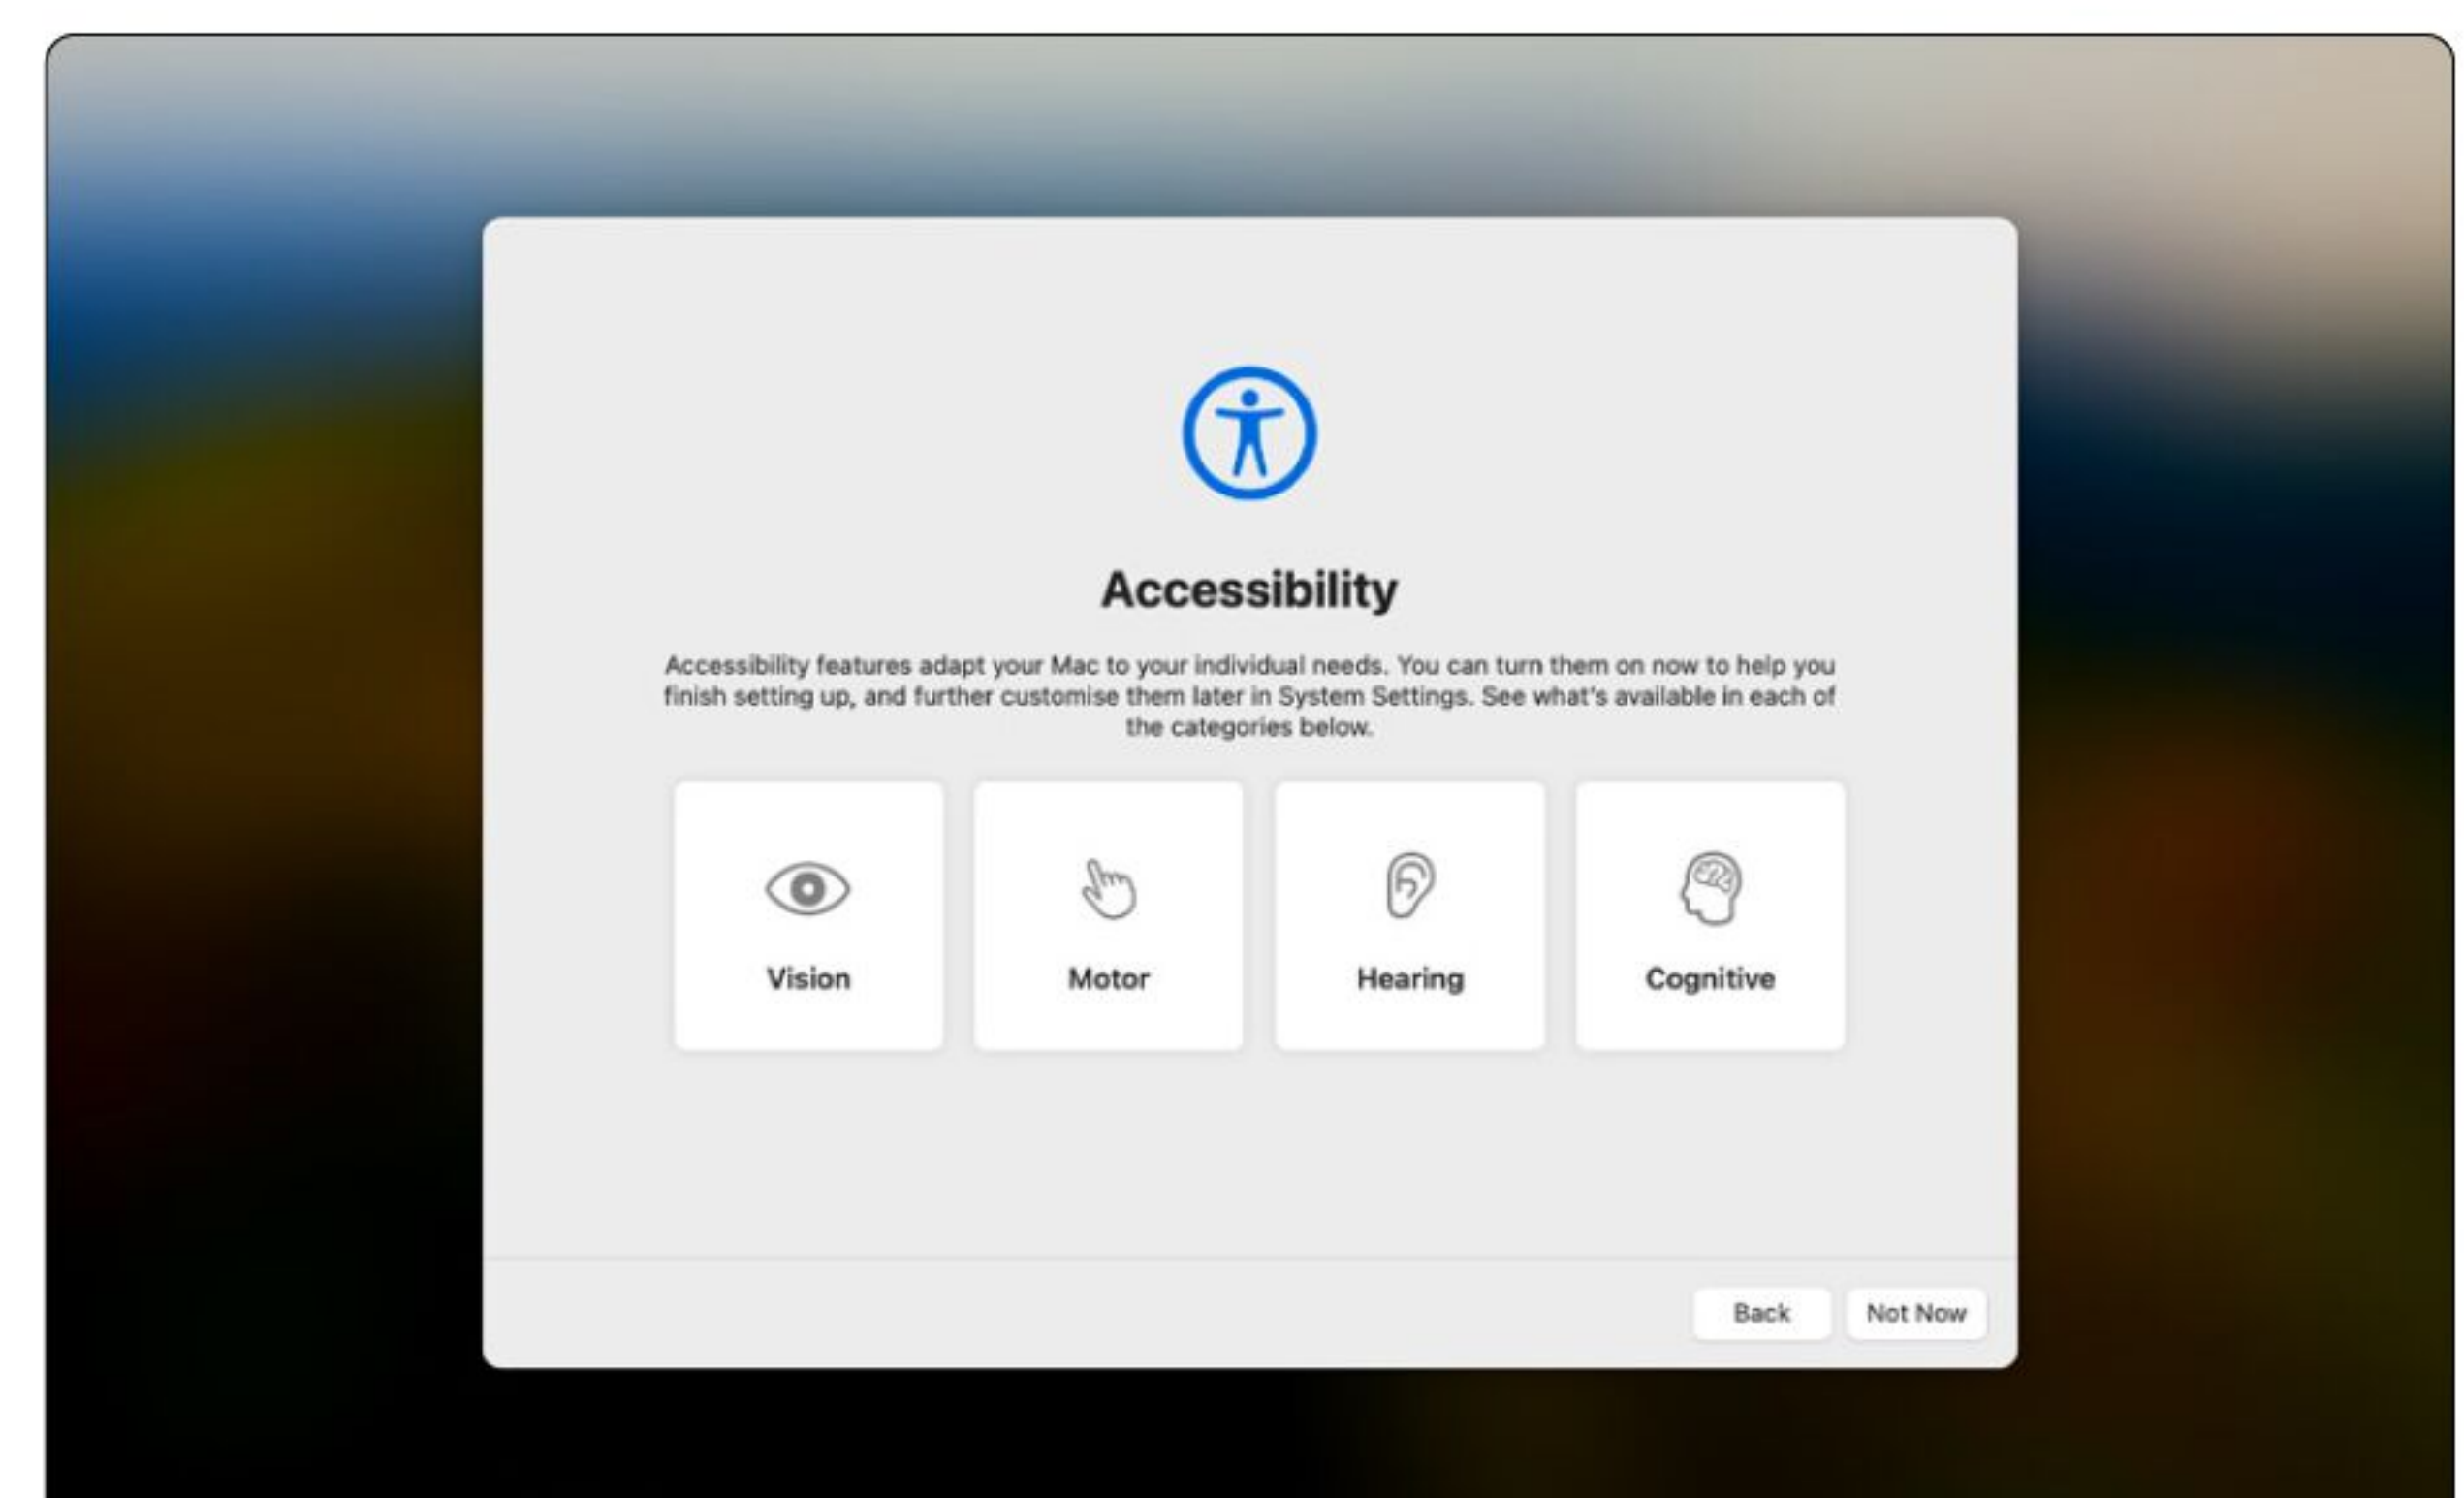 Accessibility
Accessibility features adapt your Mac to your individual needs. You can turn them on now to help you
finish setting up, and further customise them later in System Settings. See what's available in each of
the categories below.
Vision
Motor
Hearing
Cognitive
Back
Not Now